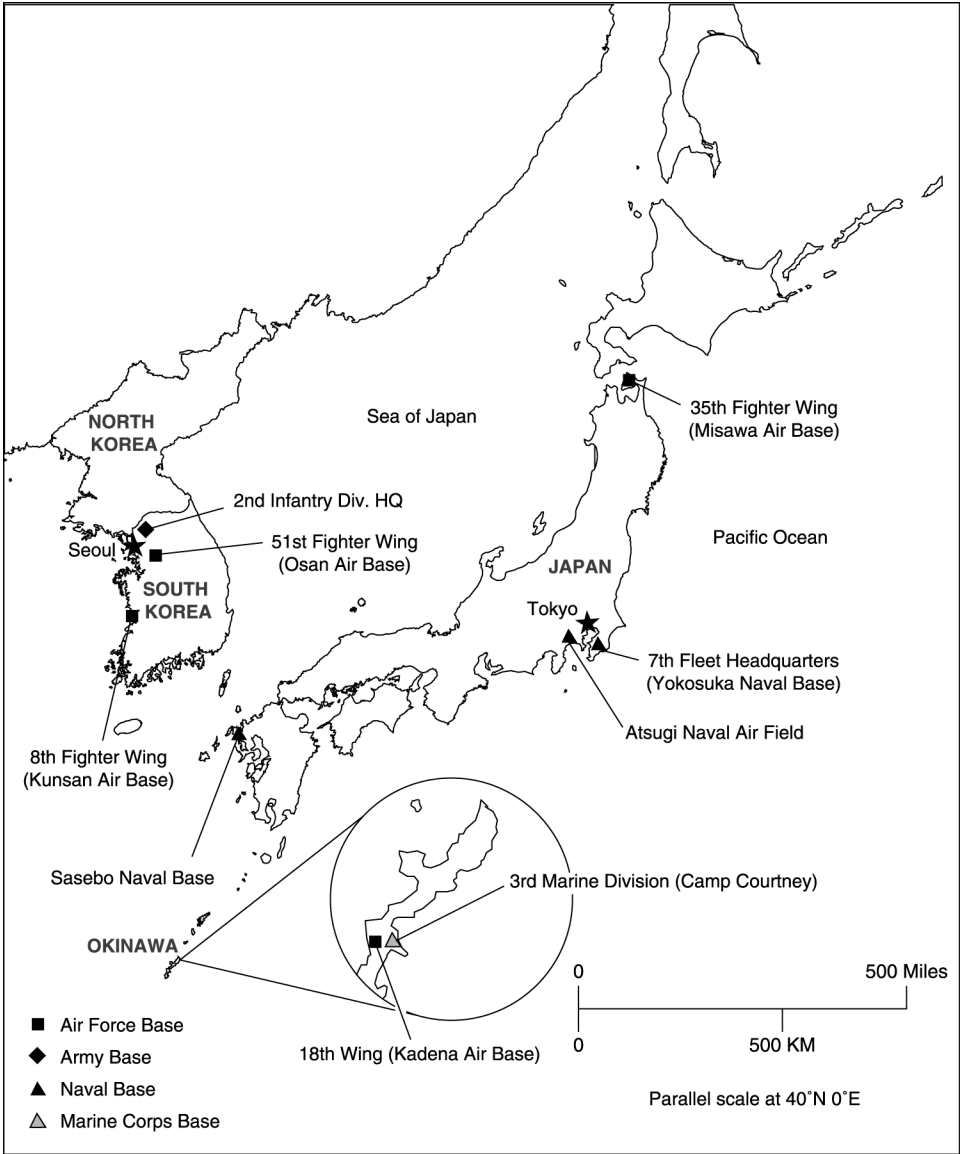 NORTH
KOREA
Sea of Japan
35th Fighter Wing
(Misawa Air Base)
2nd Infantry Div. HQ
Seoul
51st Fighter Wing
(Osan Air Base)
Pacific Ocean
JAPAN
SOUTH
KOREA
Tokyo
7th Fleet Headquarters
(Yokosuka Naval Base)
Atsugi Naval Air Field
8th Fighter Wing
(Kunsan Air Base)
Sasebo Naval Base
3rd Marine Division (Camp Courtney)
OKINAWA
0 500 Miles
Air Force Base
0 500 KM
18th Wing (Kadena Air Base)
Army Base
Naval Base
Parallel scale at 40˚N 0˚E
Marine Corps Base